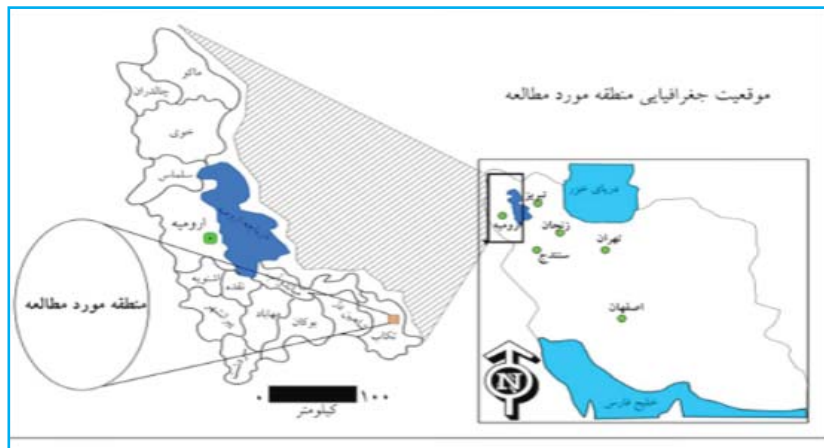 موقعیت جغرافیایی منطقه مورد مطالعه
ماکو
چالدران
خوی
سلماس
ارومیه
اشنویه
نقده
مهاباد
بوکان
تکاب
منطقه مورد مطالعه
۰ ۱۰۰
کیلومتر
دریای خزر
تبریز
ارومیه
زنجان
سنندج
تهران
اصفهان
خلیج فارس
N